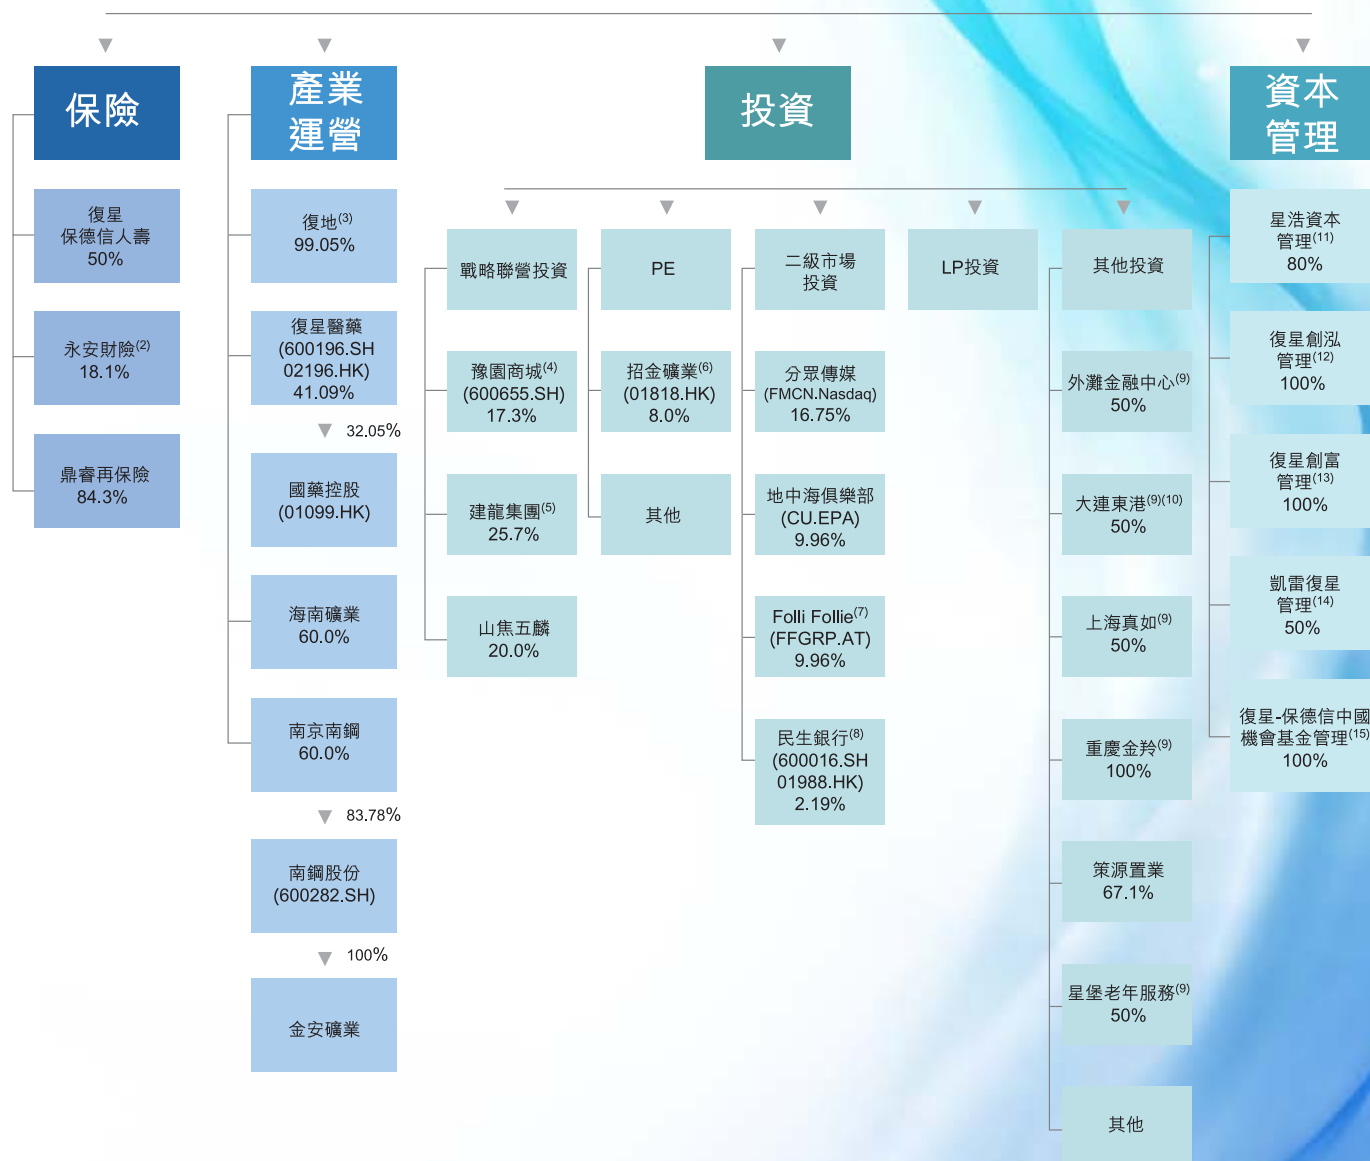 保險
復星
保德信人壽
50%
永安財險(2)
18.1%
鼎睿再保險
84.3%
產業
運營
復地(3)
99.05%
復星醫藥
(600196.SH
02196.HK)
41.09%
32.05%
國藥控股
(01099.HK)
海南礦業
60.0%
南京南鋼
60.0%
83.78%
南鋼股份
(600282.SH)
100%
金安礦業
投資
戰略聯營投資
豫園商城(4)
(600655.SH)
17.3%
建龍集團(5)
25.7%
山焦五麟
20.0%
PE
招金礦業(6)
(01818.HK)
8.0%
其他
二級市場
投資
分眾傳媒
(FMCN.Nasdaq)
16.75%
地中海俱樂部
(CU.EPA)
9.96%
Folli Follie(7)
(FFGRP.AT)
9.96%
民生銀行(8)
(600016.SH
01988.HK)
2.19%
LP投資
其他投資
外灘金融中心(9)
50%
大連東港(9)(10)
50%
上海真如(9)
50%
重慶金羚(9)
100%
策源置業
67.1%
星堡老年服務(9)
50%
其他
資本
管理
星浩資本
管理(11)
80%
復星創泓
管理(12)
100%
復星創富
管理(13)
100%
凱雷復星
管理(14)
50%
復星-保德信中國
機會基金管理(15)
100%